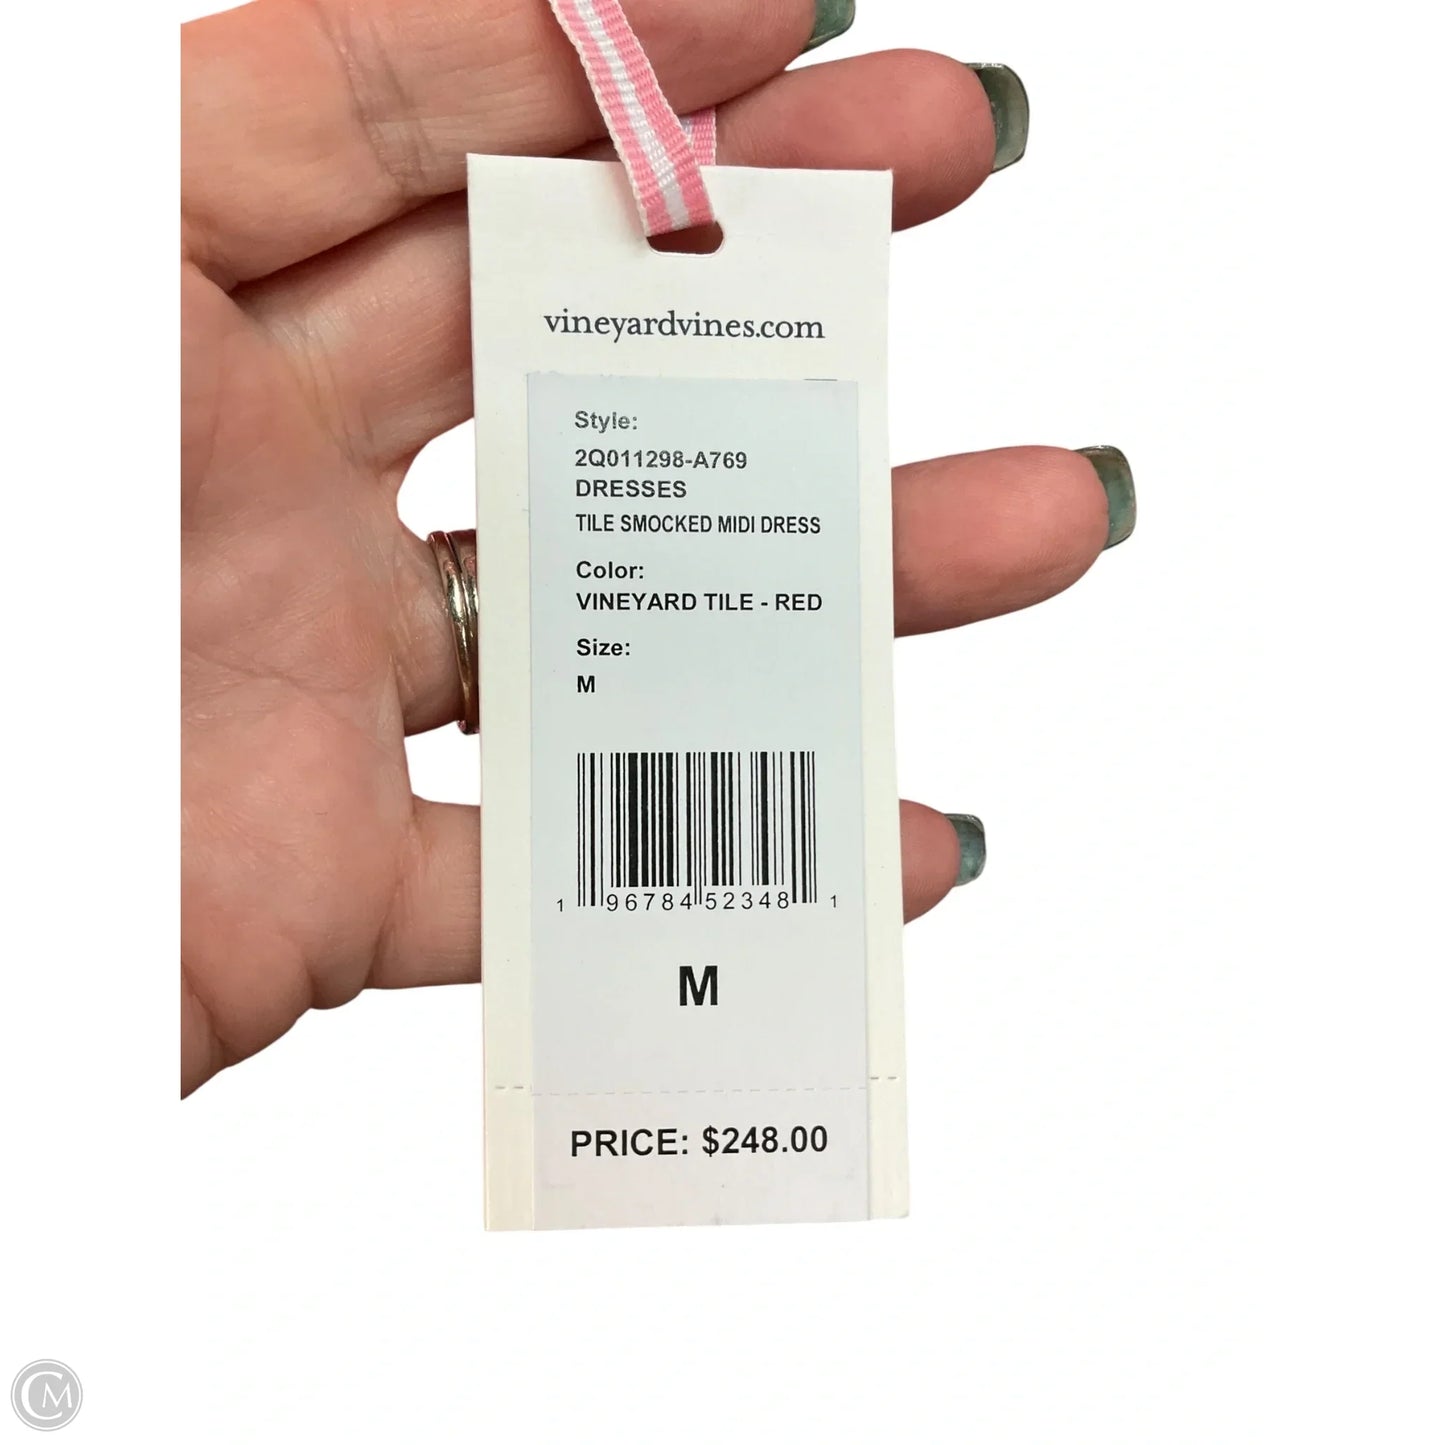 vineyardvines.com
Style:
2Q011298-A769
DRESSES
TILE SMOCKED MIDI DRESS
Color:
VINEYARD TILE - RED
Size:
M
1 96784 52348 1
M
PRICE: $248.00
CM